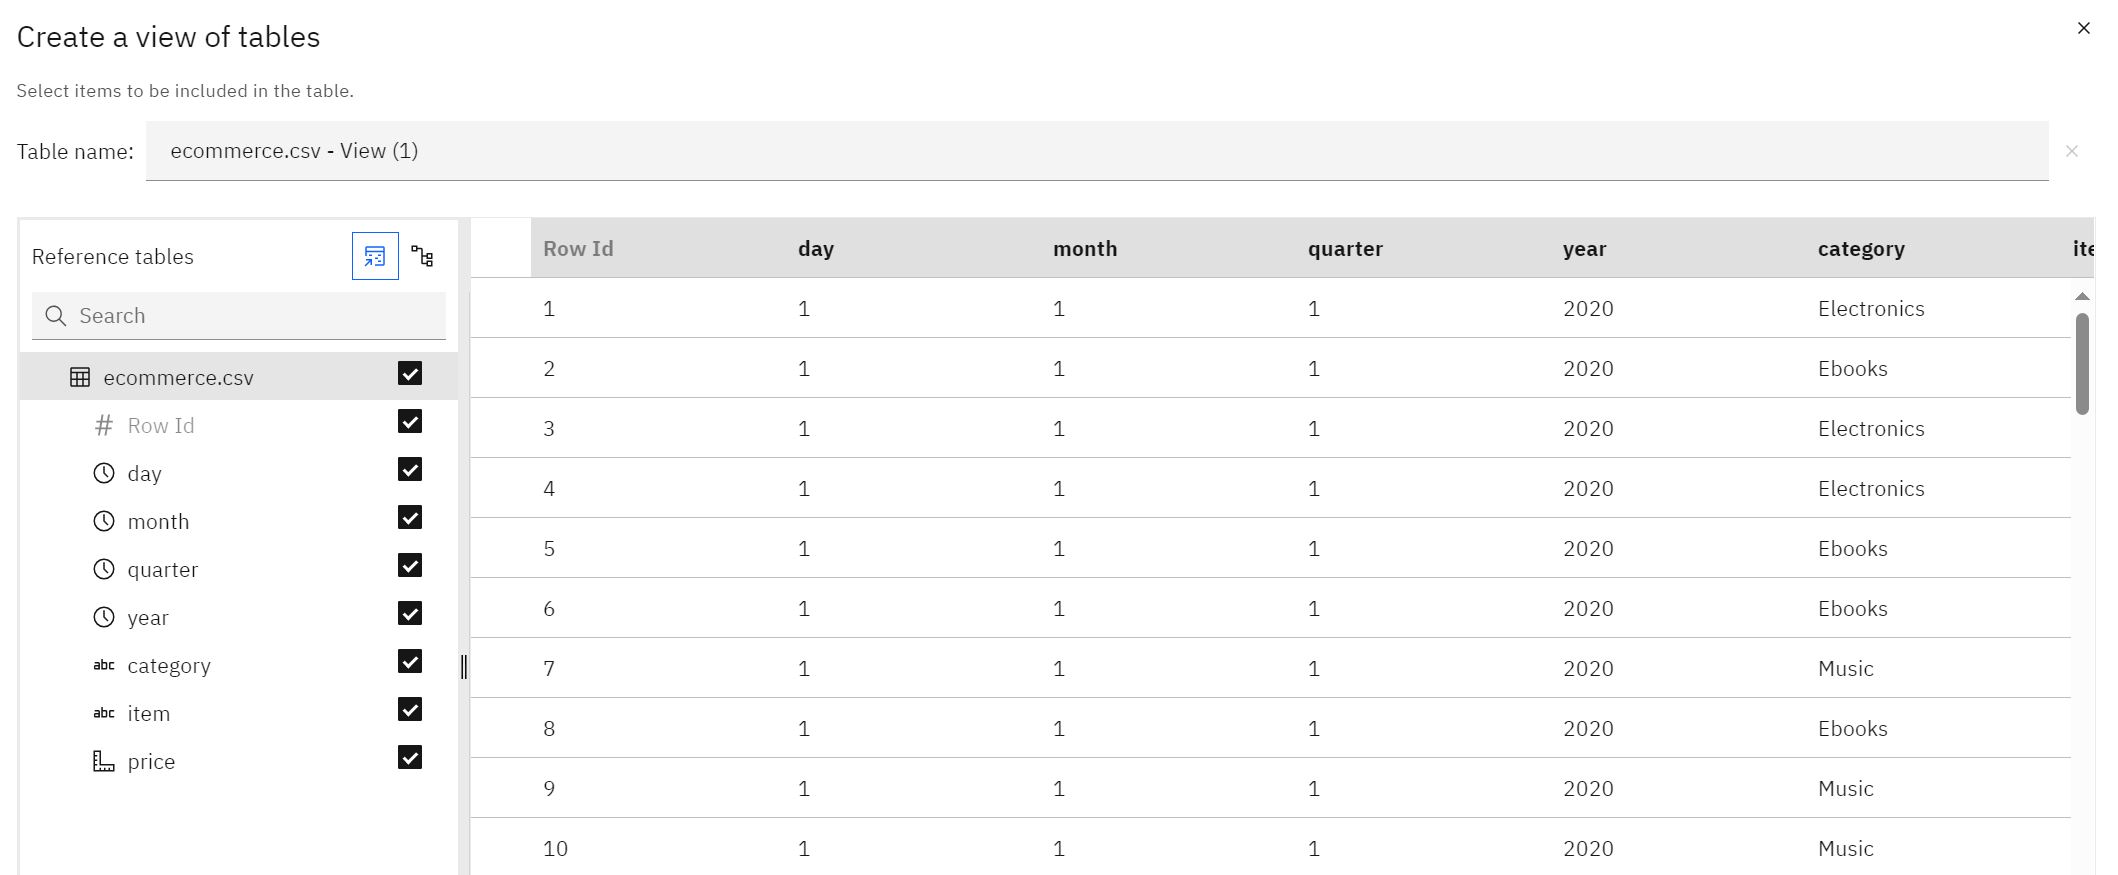 Create a view of tables
Select items to be included in the table.
Table name: ecommerce.csv - View (1)
Reference tables
Search
ecommerce.csv
# Row Id
day
month
quarter
year
abc category
abc item
price
Row Id day month quarter year category ite
1 1 1 1 2020 Electronics
2 1 1 1 2020 Ebooks
3 1 1 1 2020 Electronics
4 1 1 1 2020 Electronics
5 1 1 1 2020 Ebooks
6 1 1 1 2020 Ebooks
7 1 1 1 2020 Music
8 1 1 1 2020 Ebooks
9 1 1 1 2020 Music
10 1 1 1 2020 Music